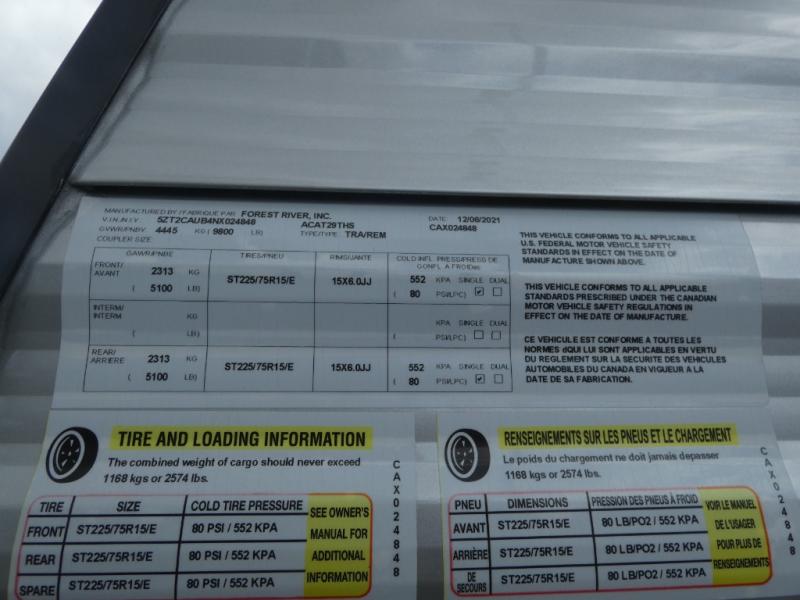 MANUFACTURED BY / FABRIQUE PAR FOREST RIVER, INC. DATE 12/06/2021
V.I.N./N.I.V. 5ZT2CAUB4NX024848 ACAT29THS CAX024848
GVWR/PNBV 4445 KG (9800 LB) TYPE/TYPE TRA/REM
COUPLER SIZE
GAWR/PNBE TIRES/PNEU RIMS/JANTE COLD INFL. PRESS/PRESS DE GONFL. A FROID
FRONT/ AVANT 2313 KG ST225/75R15/E 15X6.0JJ 552 KPA SINGLE DUAL
( 5100 LB) ( 80 PSI/LPC)
INTERM/ INTERM KG KPA SINGLE DUAL
( LB) ( PSI/LPC)
REAR/ ARRIERE 2313 KG ST225/75R15/E 15X6.0JJ 552 KPA SINGLE DUAL
( 5100 LB) ( 80 PSI/LPC)
THIS VEHICLE CONFORMS TO ALL APPLICABLE
U.S. FEDERAL MOTOR VEHICLE SAFETY
STANDARDS IN EFFECT ON THE DATE OF
MANUFACTURE SHOWN ABOVE.
THIS VEHICLE CONFORMS TO ALL APPLICABLE
STANDARDS PRESCRIBED UNDER THE CANADIAN
MOTOR VEHICLE SAFETY REGULATIONS IN
EFFECT ON THE DATE OF MANUFACTURE.
CE VEHICULE EST CONFORME A TOUTES LES
NORMES dQUI LUI SONT APPLICABLES EN VERTU
DU REGLEMENT SUR LA SECURITE DES VEHICULES
AUTOMOBILES DU CANADA EN VIGUEUR A LA
DATE DE SA FABRICATION.
TIRE AND LOADING INFORMATION
The combined weight of cargo should never exceed
1168 kgs or 2574 lbs.
TIRE SIZE COLD TIRE PRESSURE
FRONT ST225/75R15/E 80 PSI / 552 KPA
REAR ST225/75R15/E 80 PSI / 552 KPA
SPARE ST225/75R15/E 80 PSI / 552 KPA
SEE OWNER'S
MANUAL FOR
ADDITIONAL
INFORMATION
CAX024848
RENSEIGNEMENTS SUR LES PNEUS ET LE CHARGEMENT
Le poids du chargement ne doit jamais depasser
1168 kgs or 2574 lbs.
PNEU DIMENSIONS PRESSION DES PNEUS À FROID
AVANT ST225/75R15/E 80 LB/PO2 / 552 KPA
ARRIÈRE ST225/75R15/E 80 LB/PO2 / 552 KPA
DE SECOURS ST225/75R15/E 80 LB/PO2 / 552 KPA
VOIR LE MANUEL
DE L'USAGER
POUR PLUS DE
RENSEIGNEMENTS
CAX024848